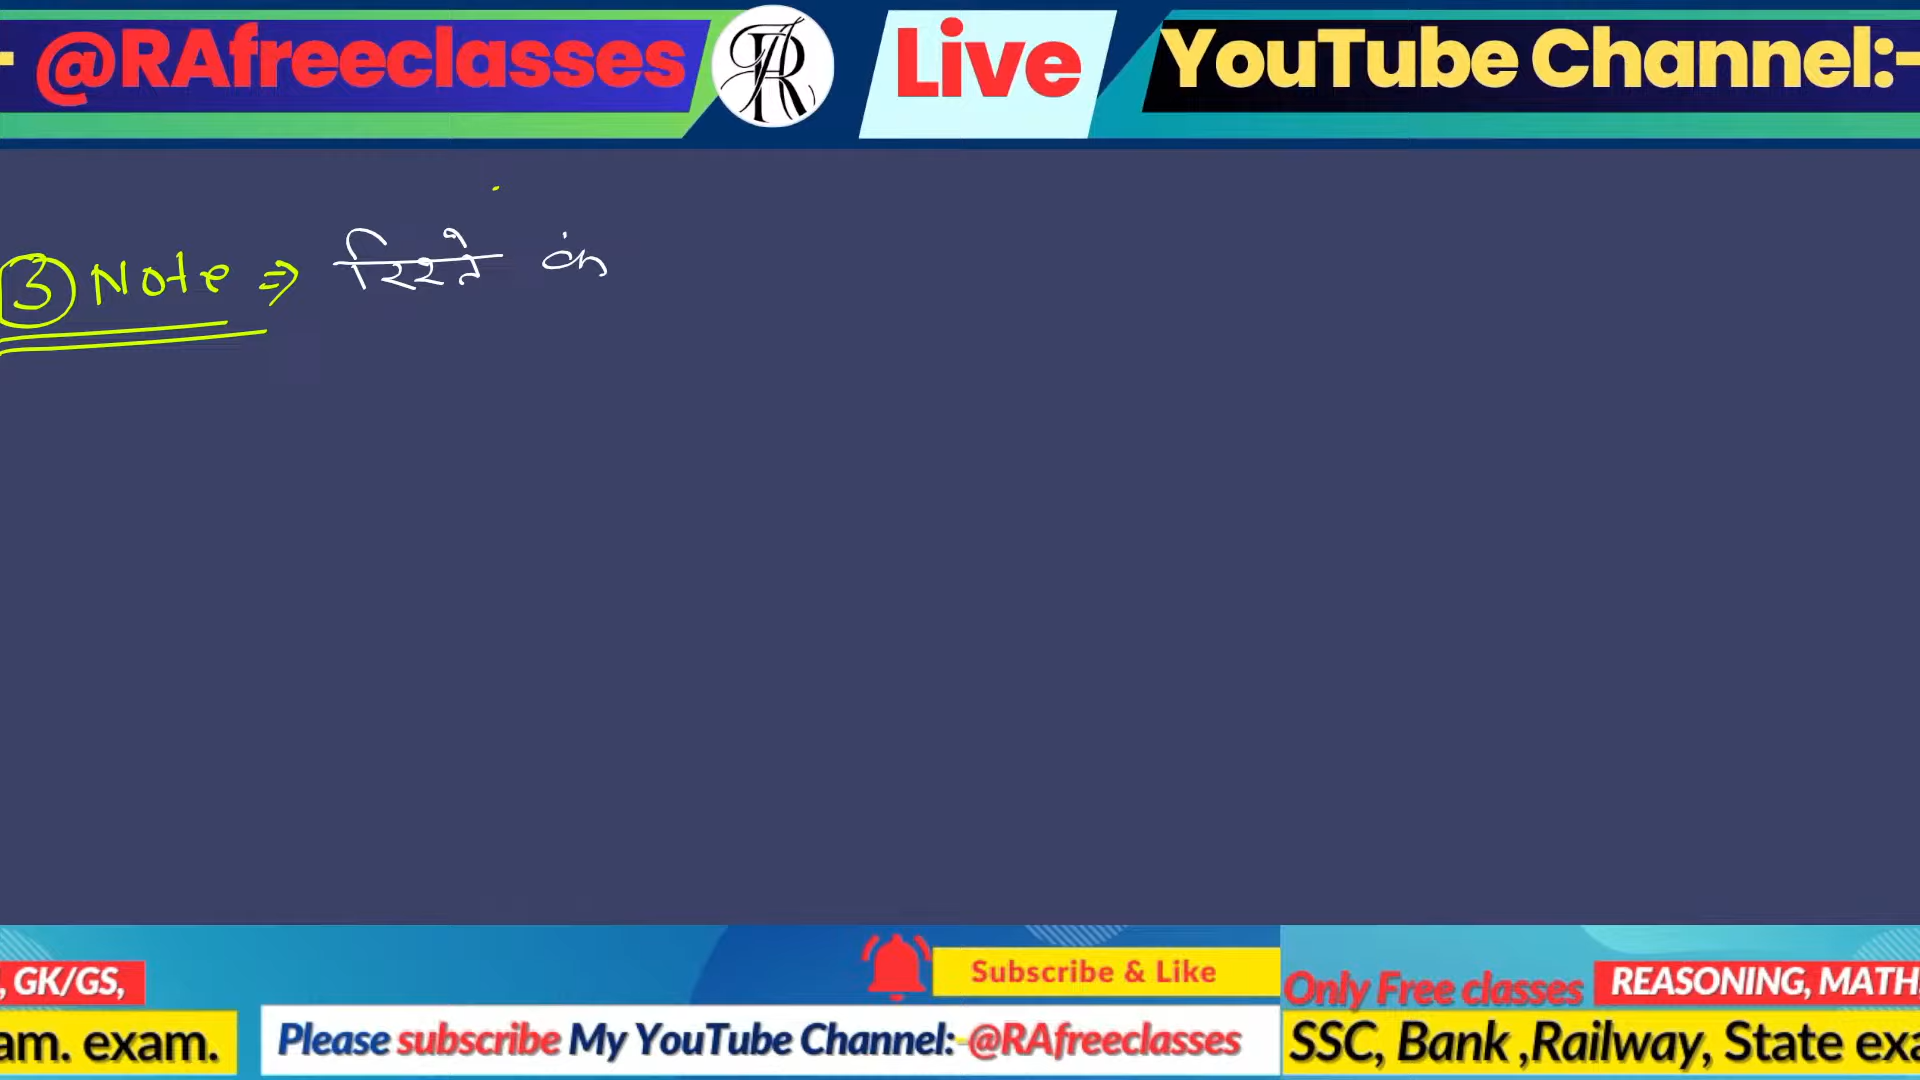 - @RAfreeclasses Live YouTube Channel:-
③ Note ⇒ रिश्ते
, GK/GS,
am. exam.
Subscribe & Like
Please subscribe My YouTube Channel:-@RAfreeclasses
Only Free classes REASONING, MATH
SSC, Bank ,Railway, State exa